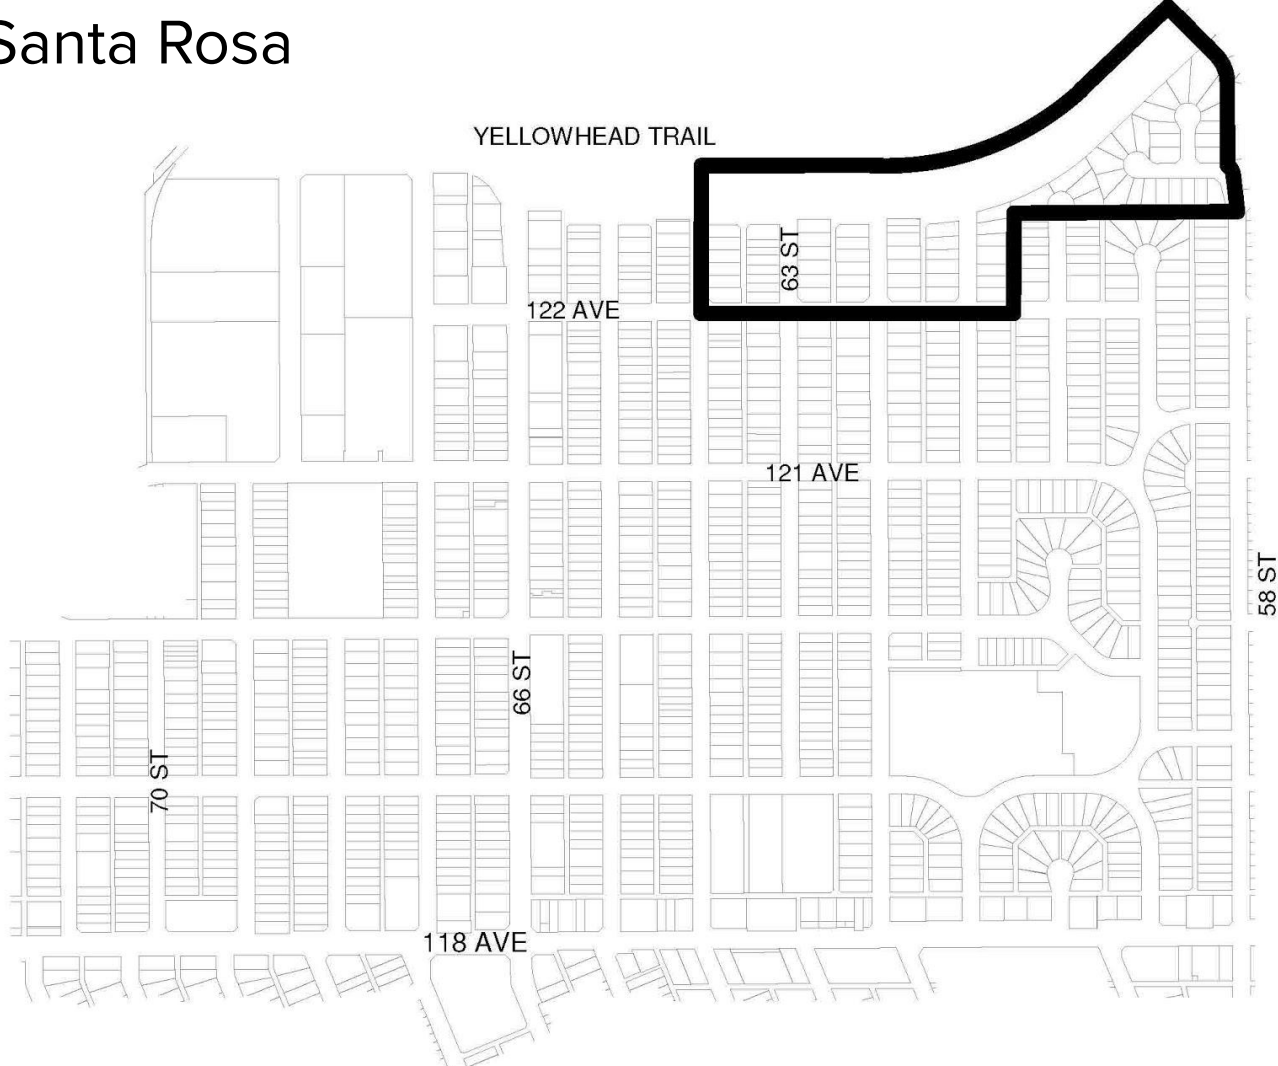 Santa Rosa
YELLOWHEAD TRAIL
63 ST
122 AVE
121 AVE
58 ST
66 ST
70 ST
118 AVE